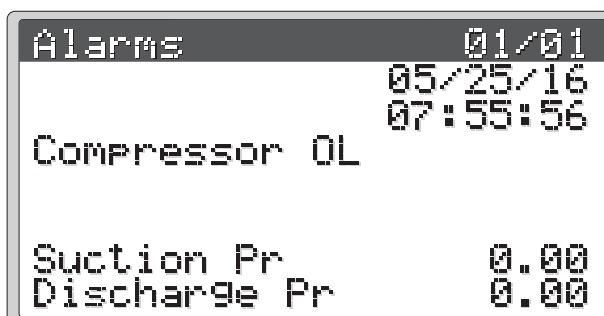 Alarms 01/01
05/25/16
07:55:56
Compressor OL
Suction Pr 0.00
Discharge Pr 0.00